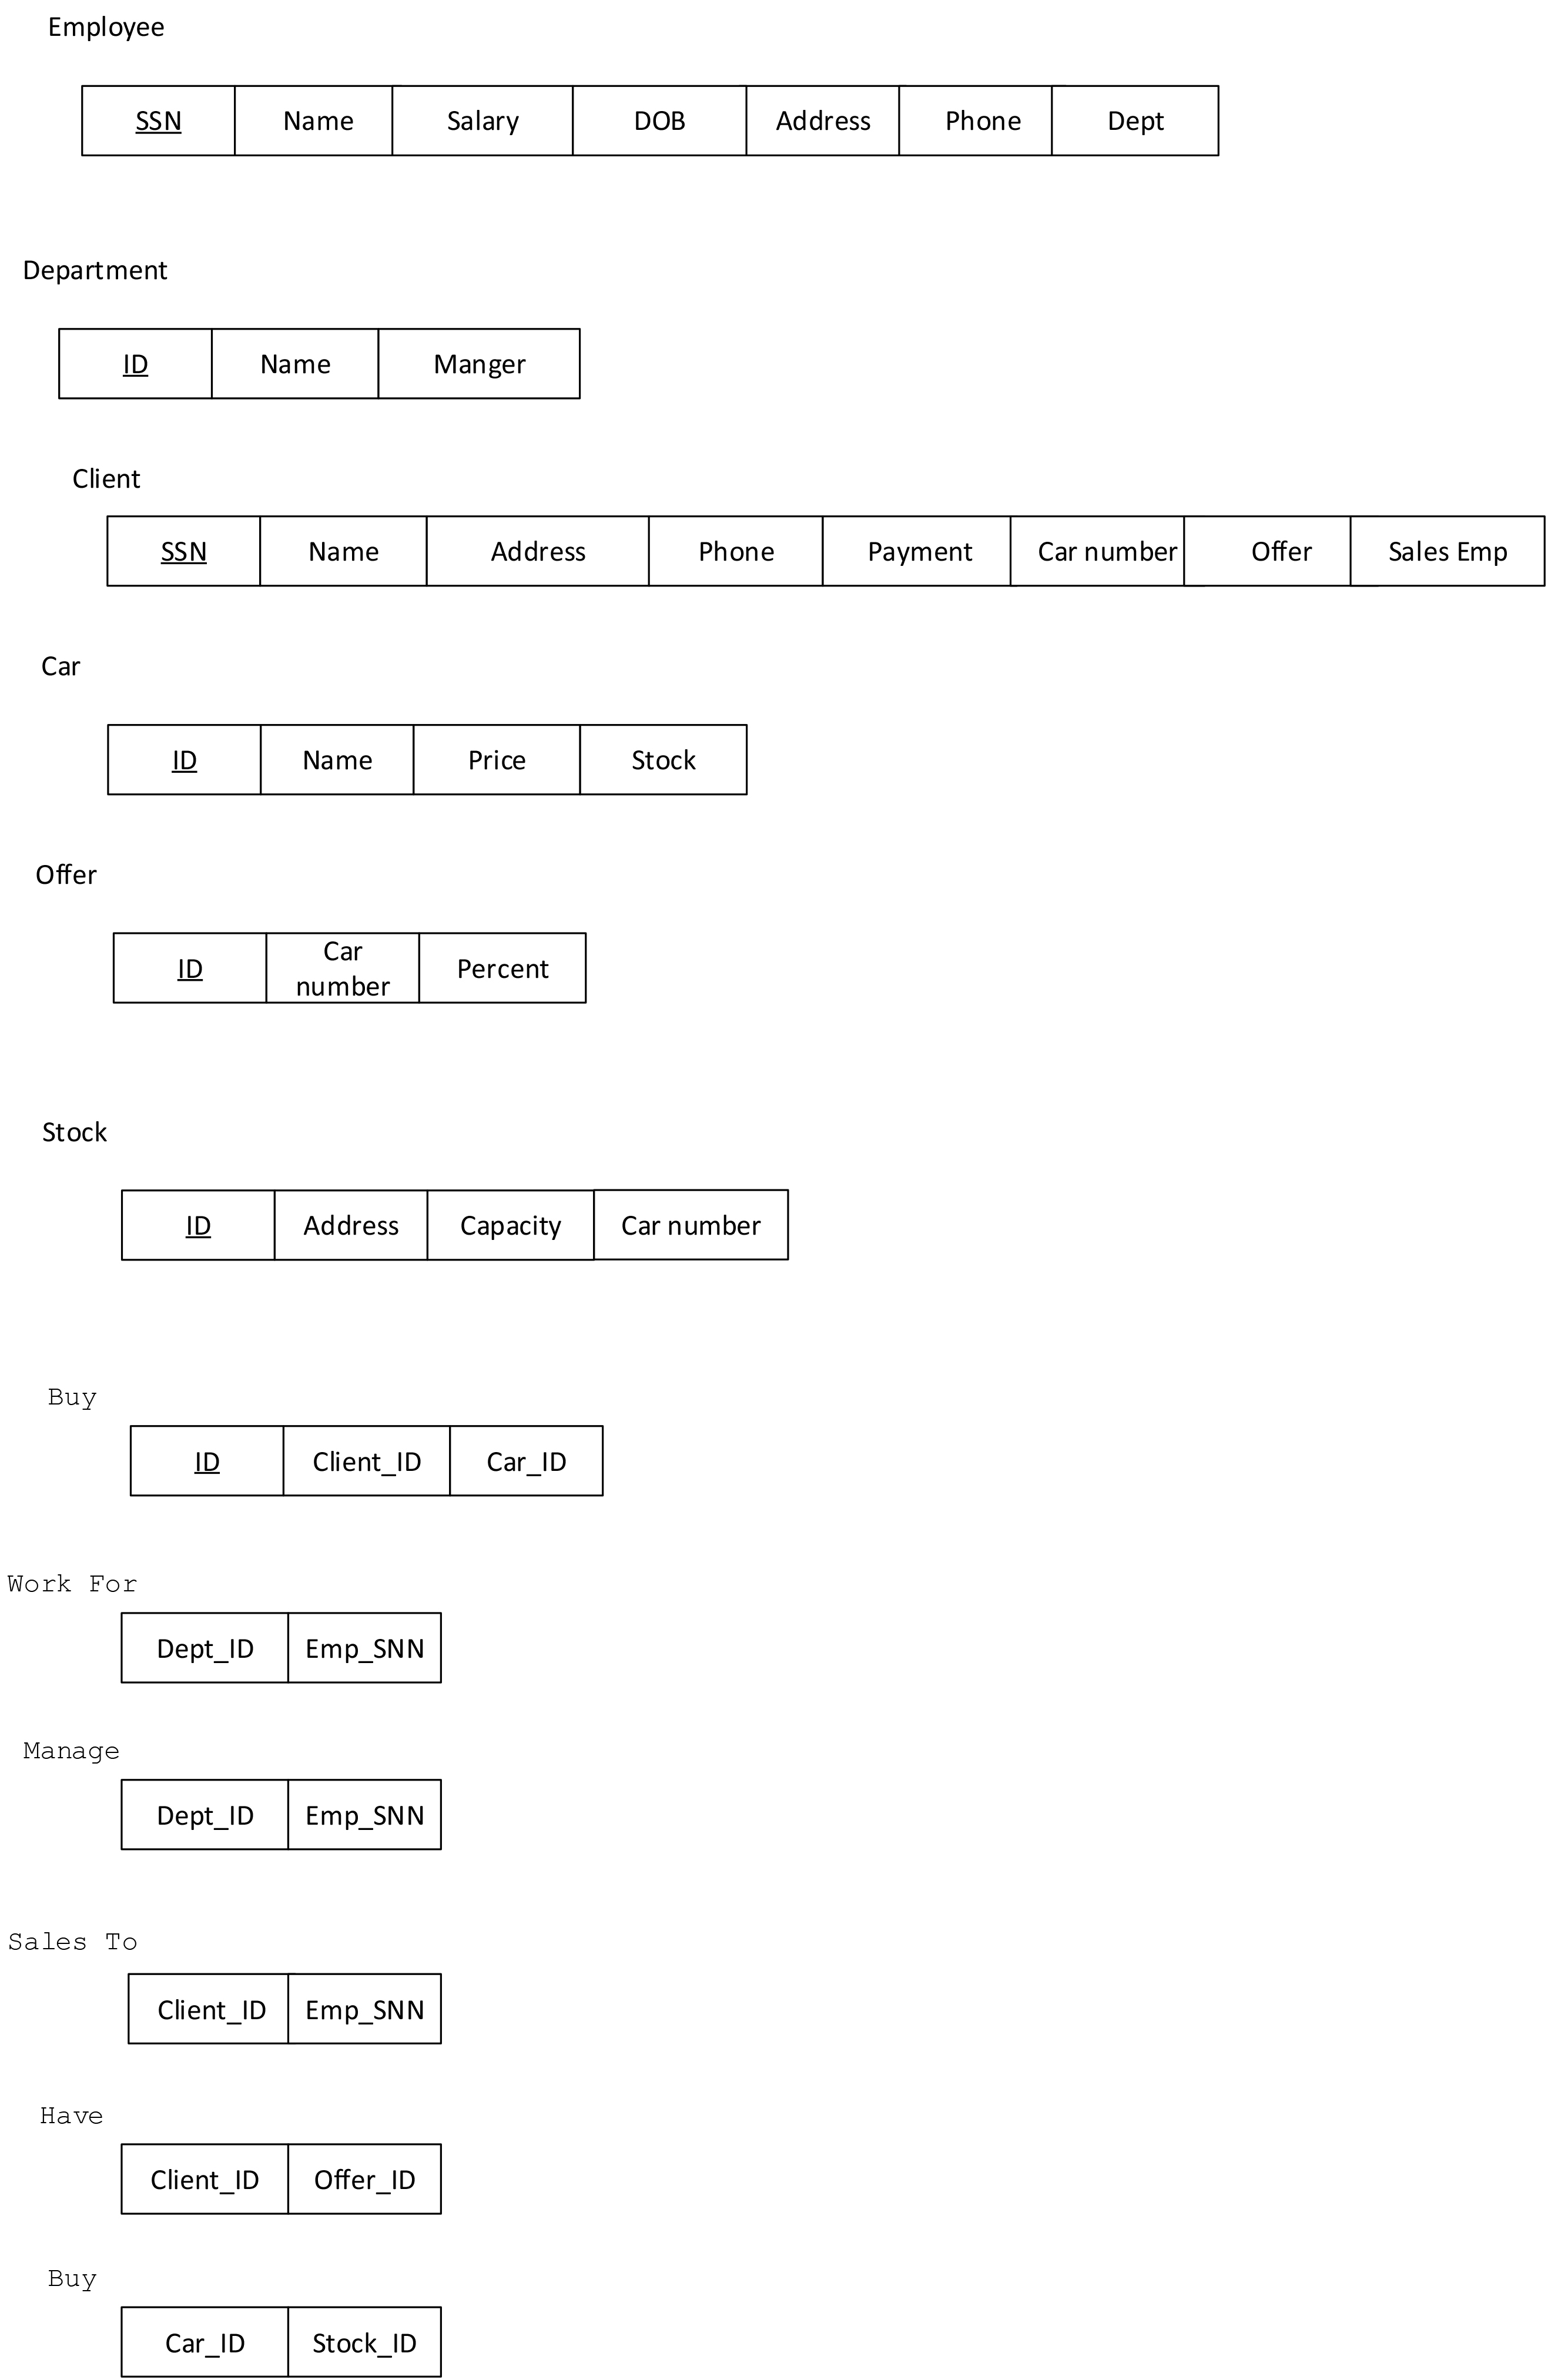 Employee
SSN Name Salary DOB Address Phone Dept
Department
ID Name Manger
Client
SSN Name Address Phone Payment Car number Offer Sales Emp
Car
ID Name Price Stock
Offer
ID Car number Percent
Stock
ID Address Capacity Car number
Buy
ID Client_ID Car_ID
Work For
Dept_ID Emp_SNN
Manage
Dept_ID Emp_SNN
Sales To
Client_ID Emp_SNN
Have
Client_ID Offer_ID
Buy
Car_ID Stock_ID